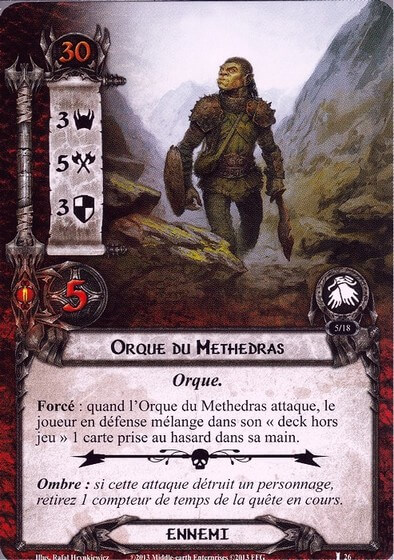 30
3
5
3
5
5/18
ORQUE DU METHEDRAS
Orque.
Forcé : quand l'Orque du Methedras attaque, le
joueur en défense mélange dans son « deck hors
jeu » 1 carte prise au hasard dans sa main.
Ombre : si cette attaque détruit un personnage,
retirez 1 compteur de temps de la quête en cours.
ENNEMI
Illus. Rafał Hrynkiewicz ©2013 Middle-earth Enterprises ©2013 FFG 26